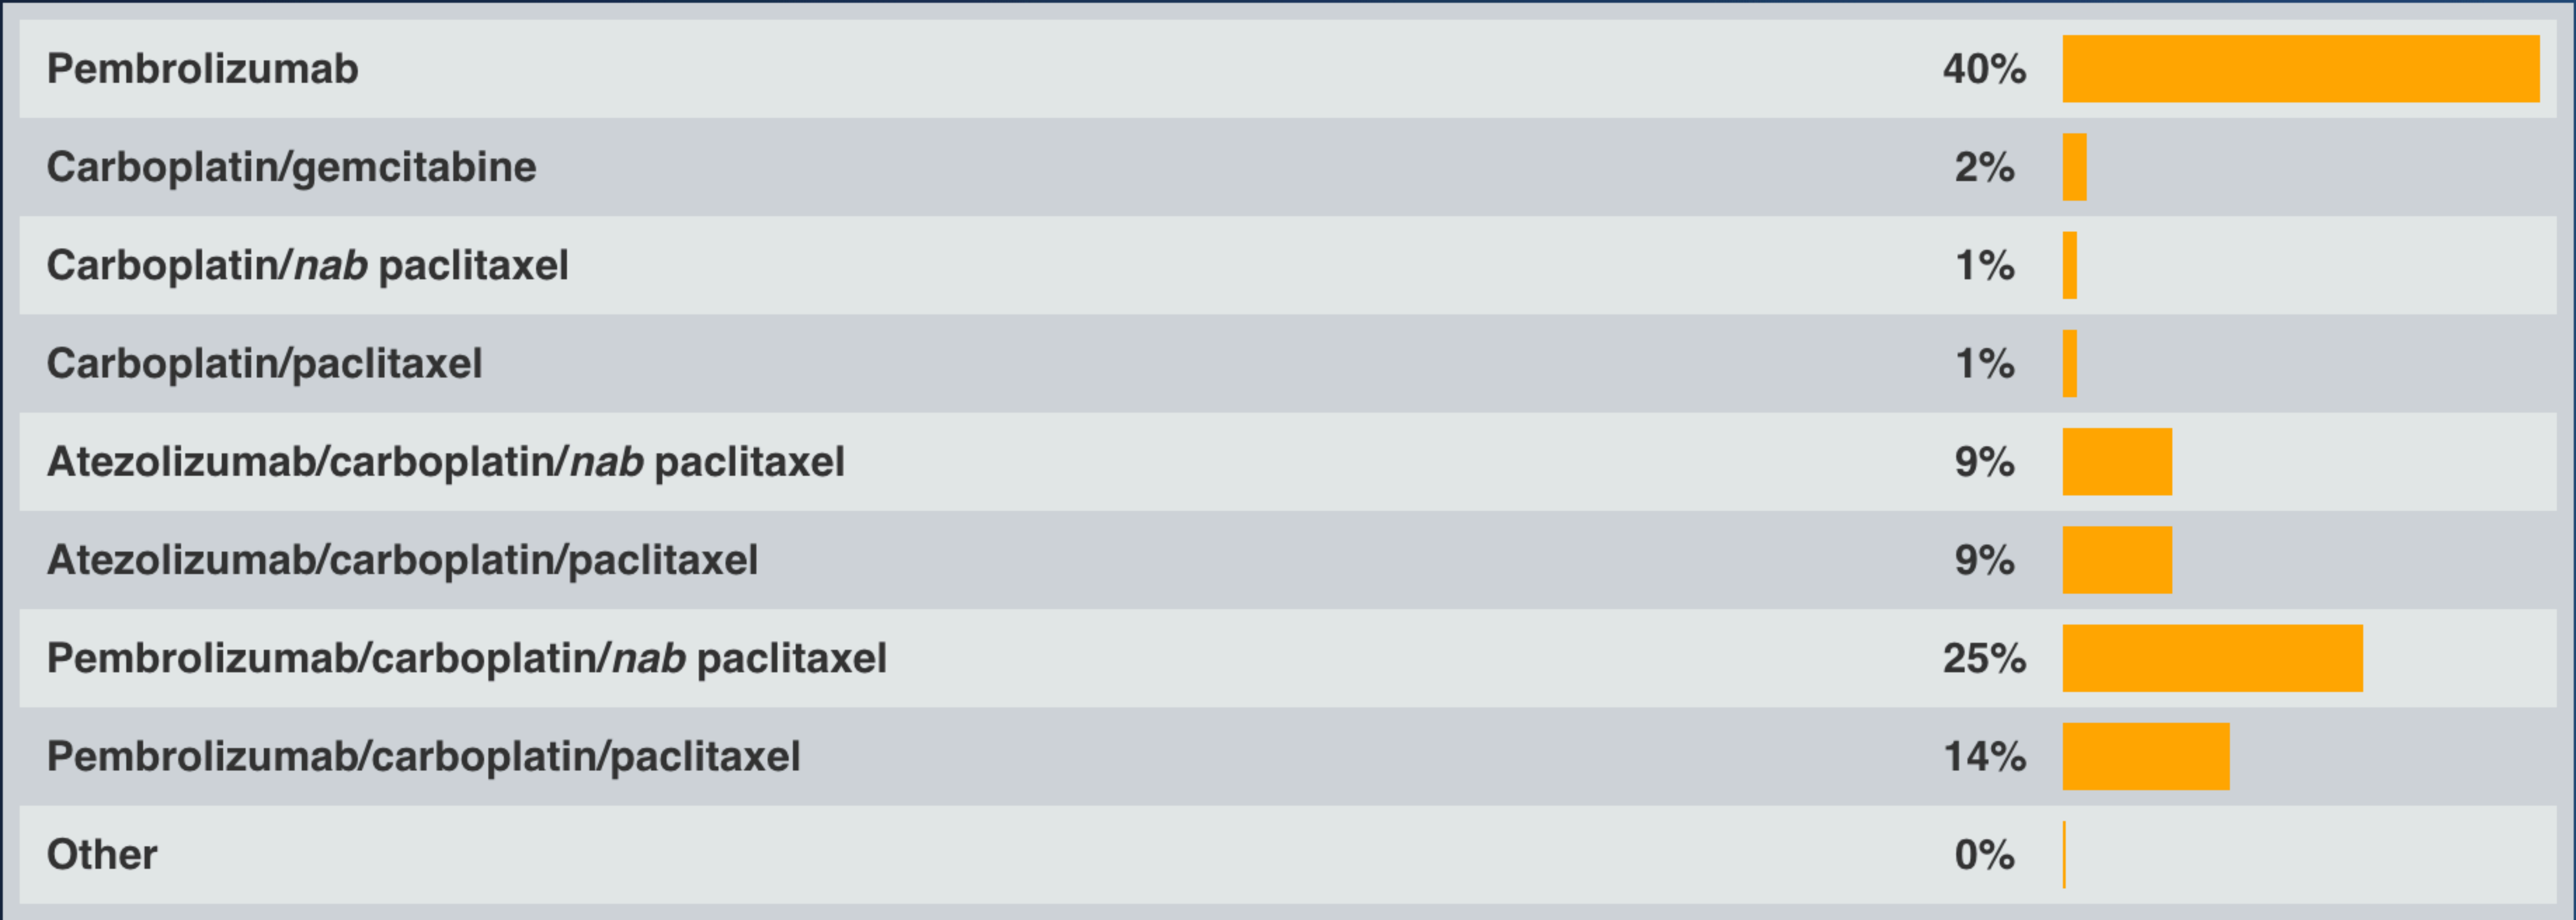 Pembrolizumab 40%
Carboplatin/gemcitabine 2%
Carboplatin/nab paclitaxel 1%
Carboplatin/paclitaxel 1%
Atezolizumab/carboplatin/nab paclitaxel 9%
Atezolizumab/carboplatin/paclitaxel 9%
Pembrolizumab/carboplatin/nab paclitaxel 25%
Pembrolizumab/carboplatin/paclitaxel 14%
Other 0%